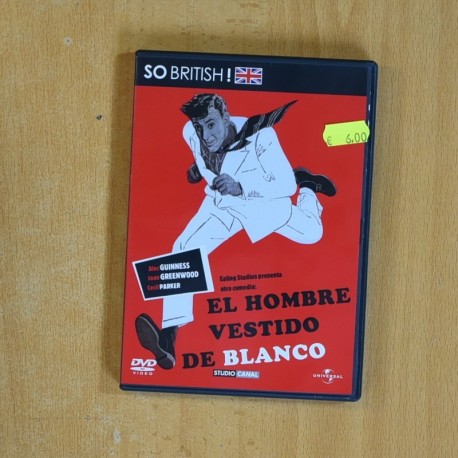 SO BRITISH!
€ 6,00
Alec GUINNESS
Joan GREENWOOD
Cecil PARKER
Ealing Studios presenta
otra comedia:
EL HOMBRE
VESTIDO
DE BLANCO
DVD
VIDEO
STUDIO CANAL
UNIVERSAL